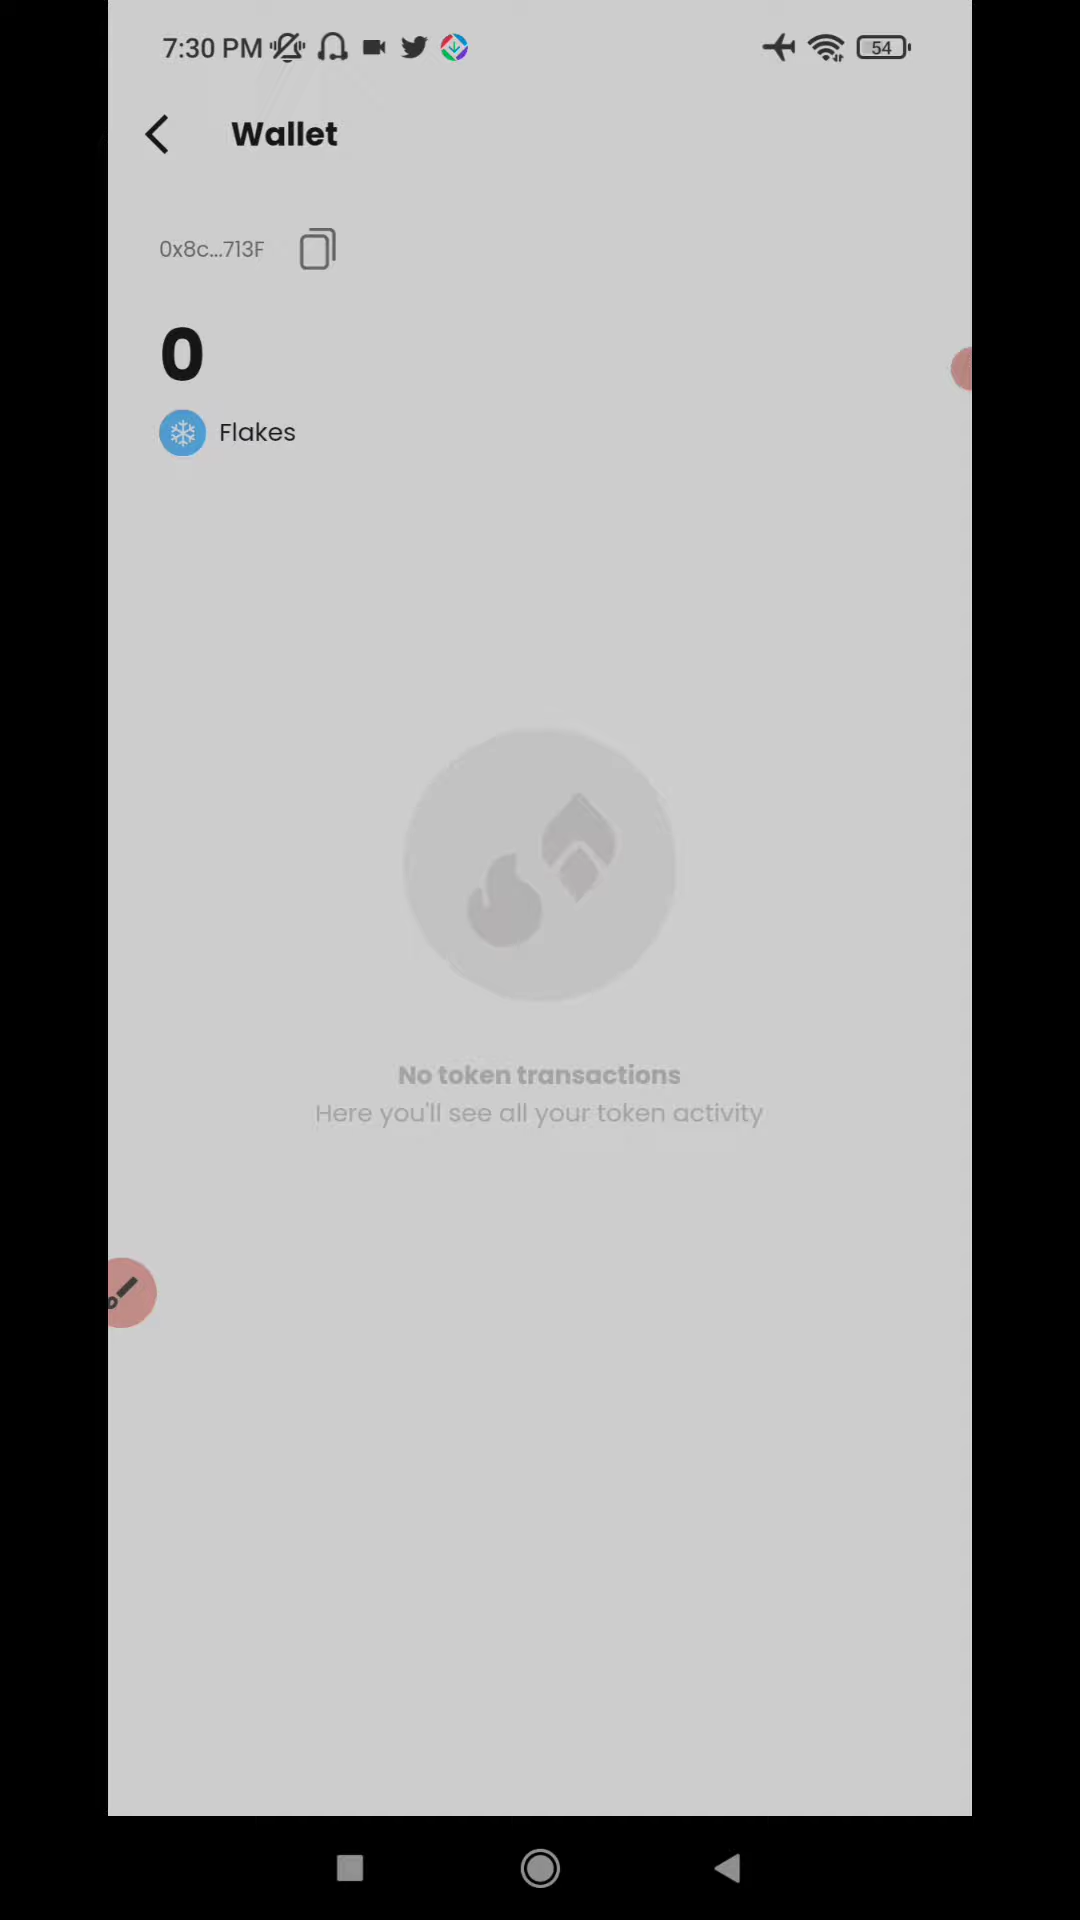 7:30 PM
54
Wallet
0x8c...713F
0
Flakes
No token transactions
Here you'll see all your token activity